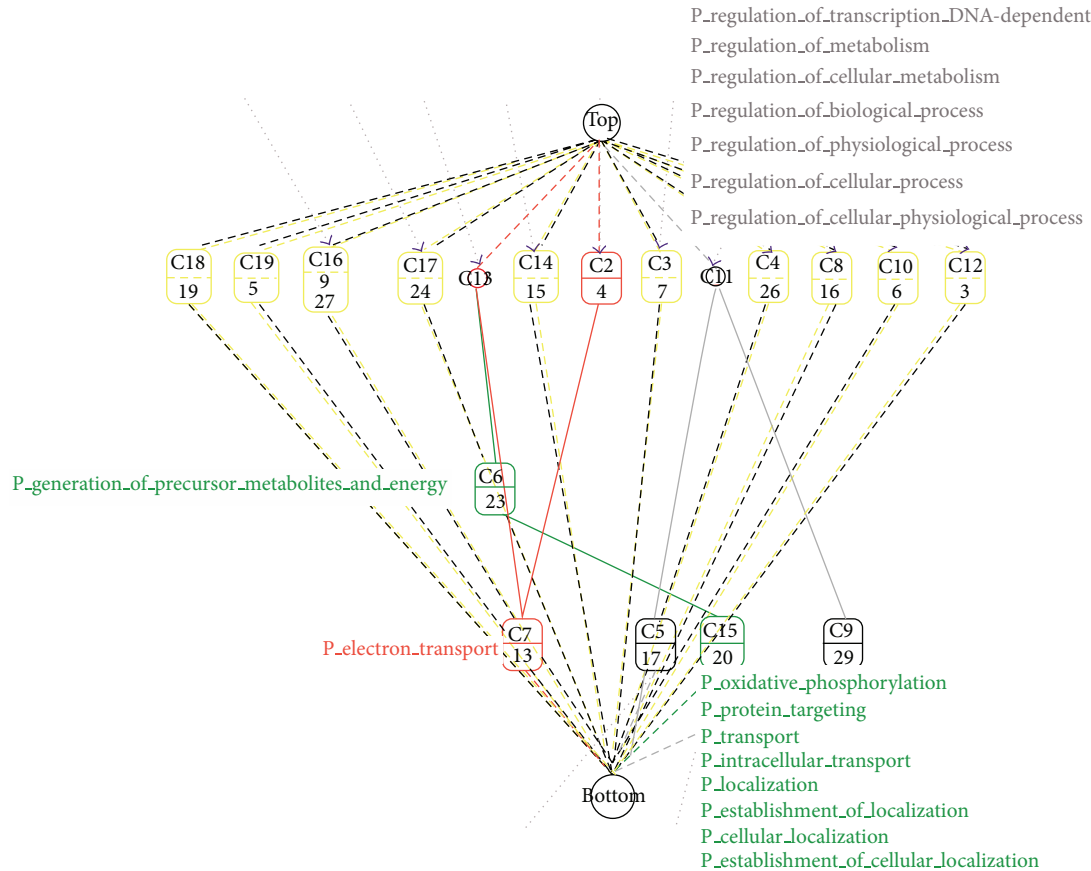 P_regulation_of_transcription_DNA-dependent
P_regulation_of_metabolism
P_regulation_of_cellular_metabolism
P_regulation_of_biological_process
P_regulation_of_physiological_process
P_regulation_of_cellular_process
P_regulation_of_cellular_physiological_process
Top
C18 C19 C16 C17 C13 C14 C2 C3 C11 C4 C8 C10 C12
19 5 9 24 15 4 7 26 16 6 3
27
P_generation_of_precursor_metabolites_and_energy
C6
23
P_electron_transport
C7 C5 C15 C9
13 17 20 29
P_oxidative_phosphorylation
P_protein_targeting
P_transport
P_intracellular_transport
P_localization
P_establishment_of_localization
P_cellular_localization
P_establishment_of_cellular_localization
Bottom